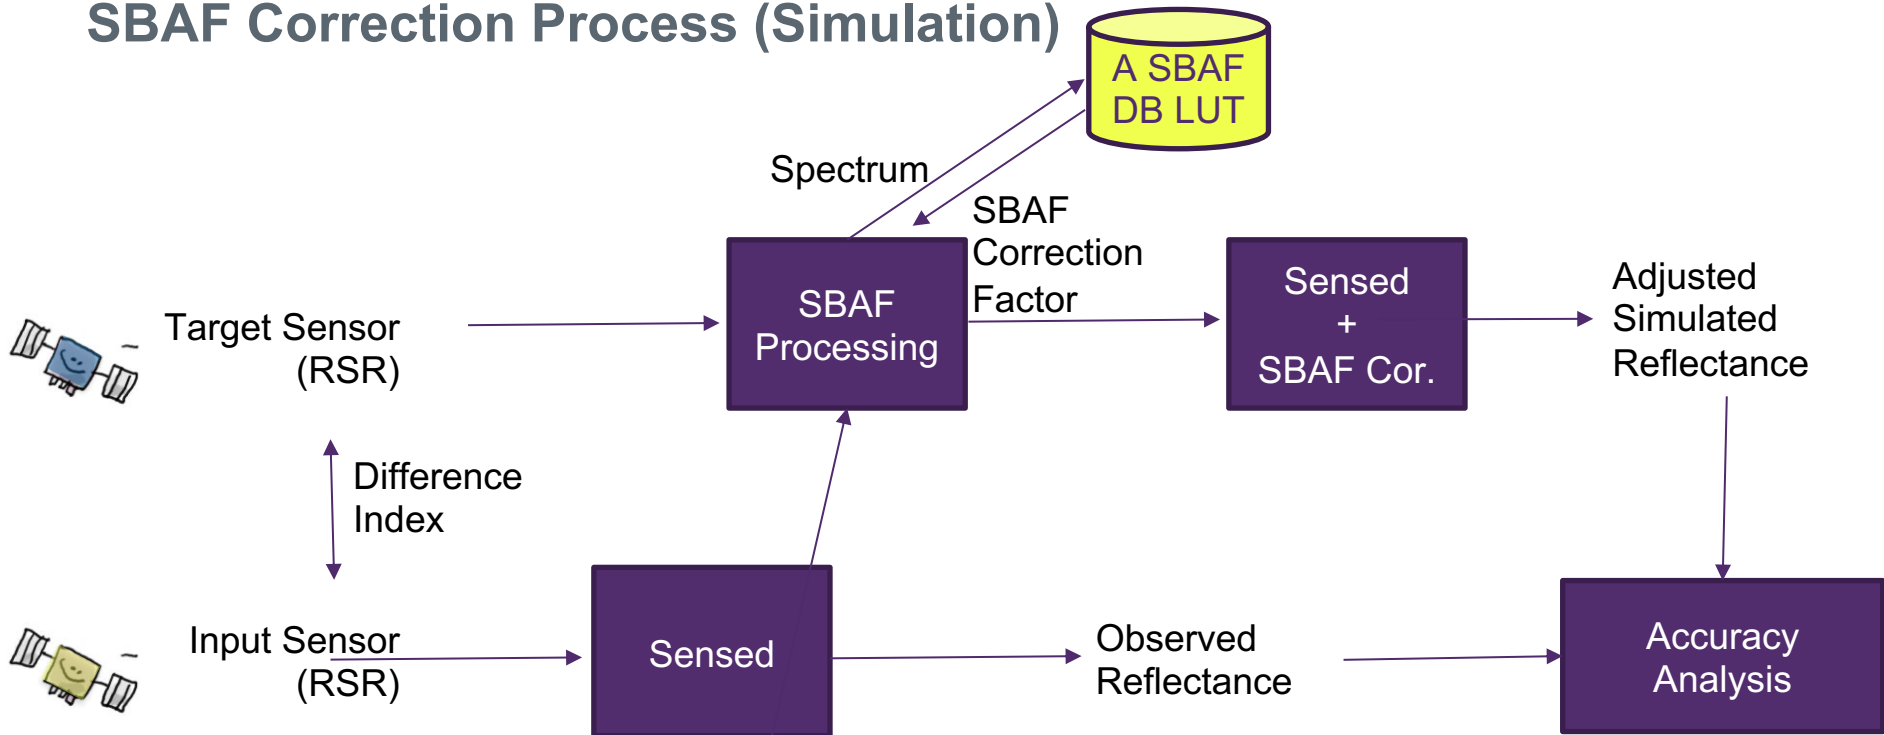 SBAF Correction Process (Simulation)
A SBAF
DB LUT
Spectrum
SBAF
Correction
Factor
Target Sensor
(RSR)
SBAF
Processing
Sensed
+
SBAF Cor.
Adjusted
Simulated
Reflectance
Difference
Index
Input Sensor
(RSR)
Sensed
Observed
Reflectance
Accuracy
Analysis